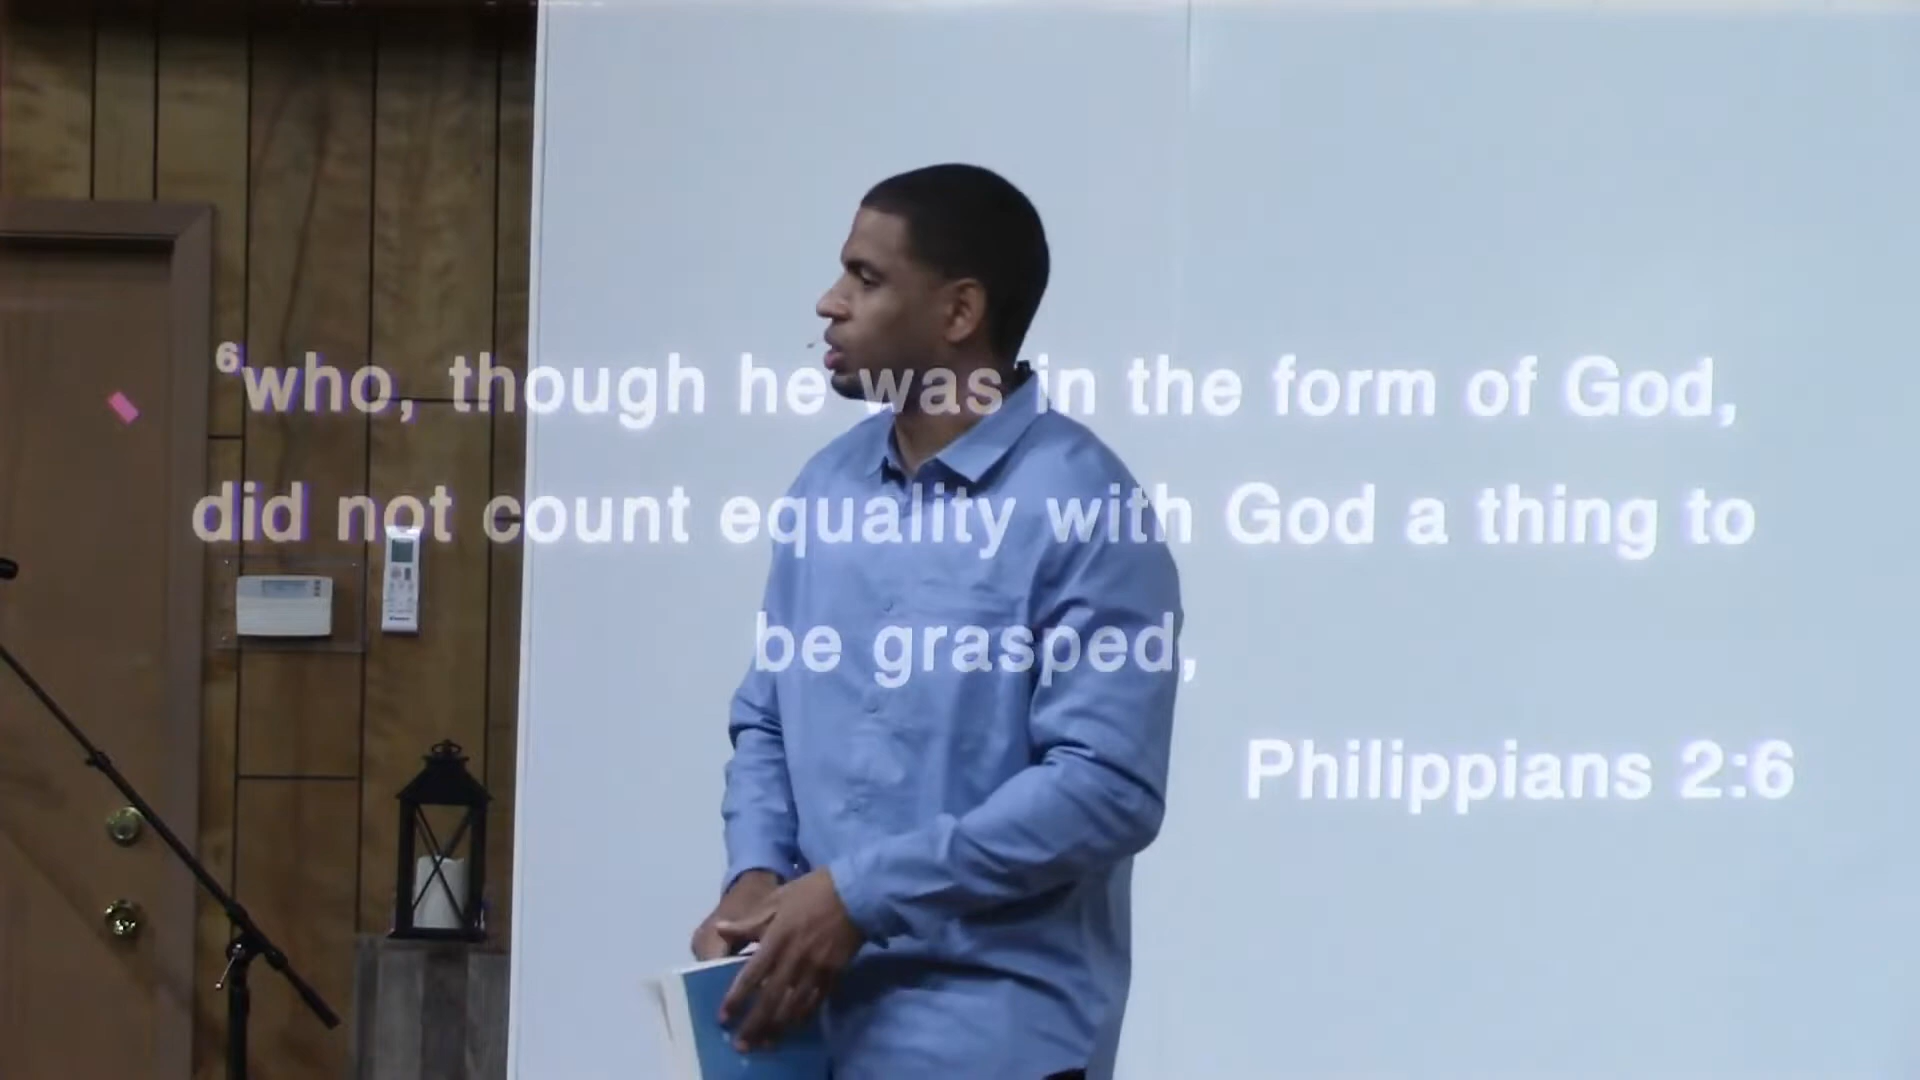 ⁶who, though he was in the form of God,
did not count equality with God a thing to
be grasped,
Philippians 2:6